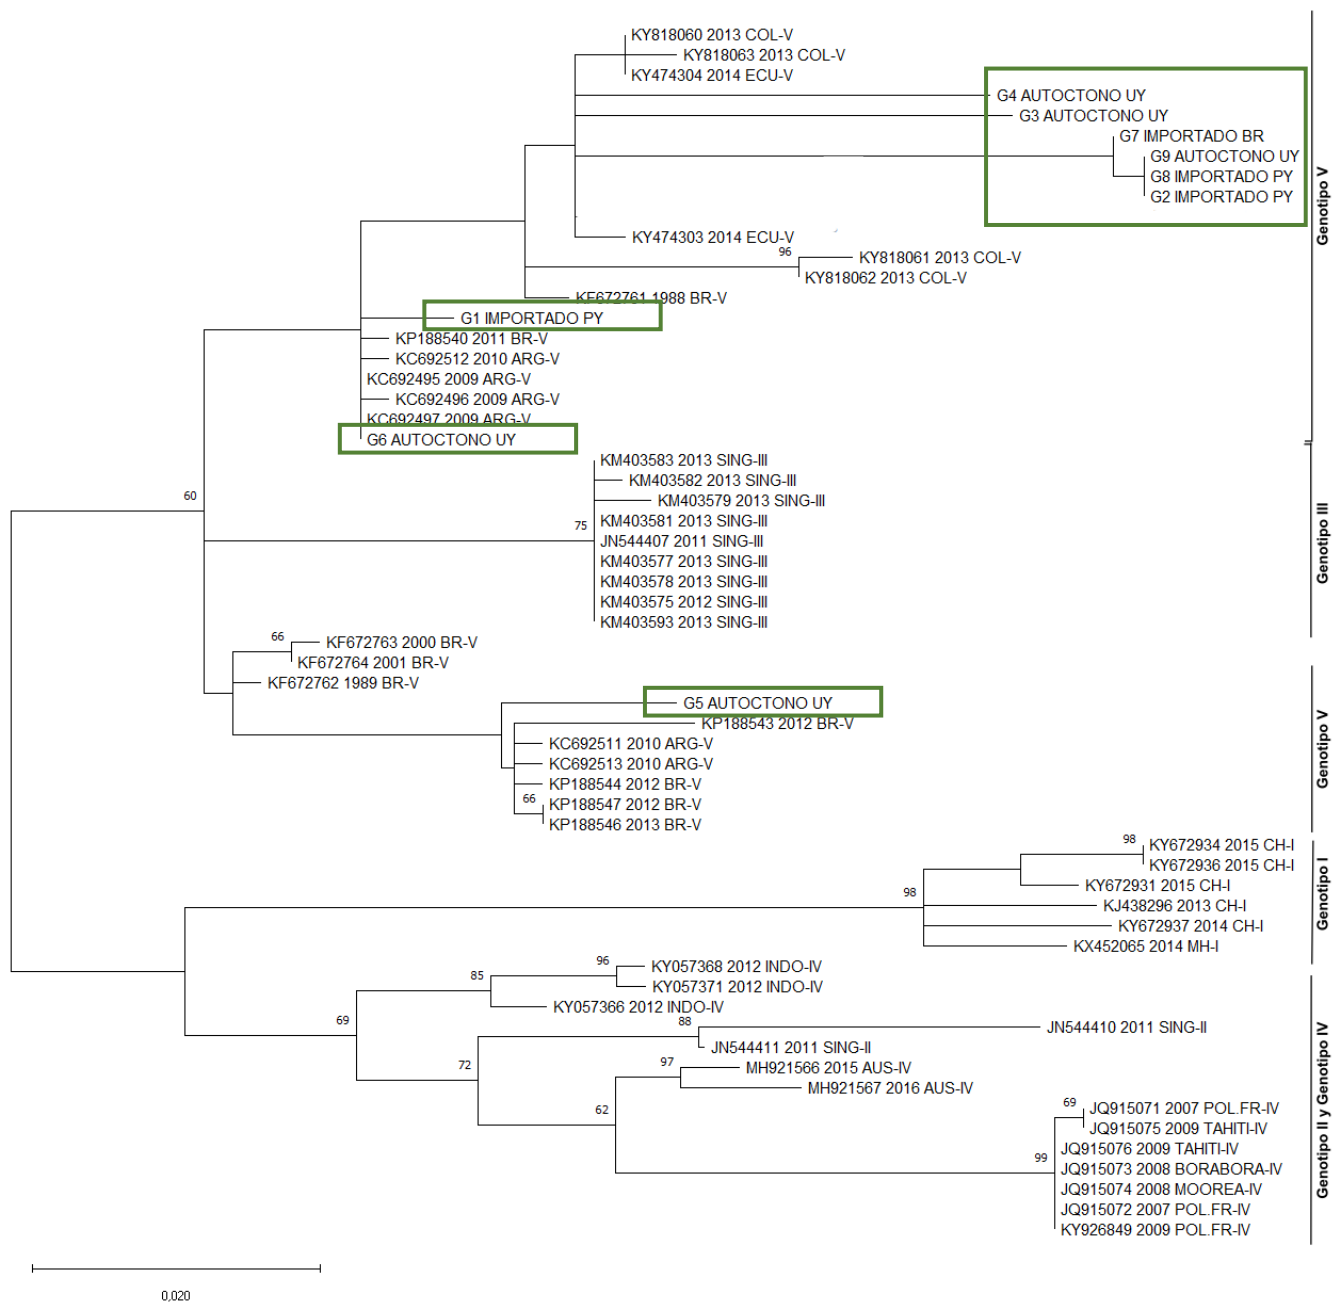 KY818060 2013 COL-V
KY818063 2013 COL-V
KY474304 2014 ECU-V
G4 AUTOCTONO UY
G3 AUTOCTONO UY
G7 IMPORTADO BR
G9 AUTOCTONO UY
G8 IMPORTADO PY
G2 IMPORTADO PY
KY474303 2014 ECU-V
96
KY818061 2013 COL-V
KY818062 2013 COL-V
KF672761 1988 BR-V
G1 IMPORTADO PY
KP188540 2011 BR-V
KC692512 2010 ARG-V
KC692495 2009 ARG-V
KC692496 2009 ARG-V
KC692497 2009 ARG-V
G6 AUTOCTONO UY
Genotipo V
60
KM403583 2013 SING-III
KM403582 2013 SING-III
KM403579 2013 SING-III
75
KM403581 2013 SING-III
JN544407 2011 SING-III
KM403577 2013 SING-III
KM403578 2013 SING-III
KM403575 2012 SING-III
KM403593 2013 SING-III
Genotipo III
66
KF672763 2000 BR-V
KF672764 2001 BR-V
KF672762 1989 BR-V
G5 AUTOCTONO UY
KP188543 2012 BR-V
KC692511 2010 ARG-V
KC692513 2010 ARG-V
KP188544 2012 BR-V
66
KP188547 2012 BR-V
KP188546 2013 BR-V
Genotipo V
98
KY672934 2015 CH-I
KY672936 2015 CH-I
98
KY672931 2015 CH-I
KJ438296 2013 CH-I
KY672937 2014 CH-I
KX452065 2014 MH-I
Genotipo I
96
KY057368 2012 INDO-IV
85
KY057371 2012 INDO-IV
KY057366 2012 INDO-IV
69
88
JN544410 2011 SING-II
JN544411 2011 SING-II
72
97
MH921566 2015 AUS-IV
MH921567 2016 AUS-IV
62
69
JQ915071 2007 POL.FR-IV
JQ915075 2009 TAHITI-IV
JQ915076 2009 TAHITI-IV
99
JQ915073 2008 BORABORA-IV
JQ915074 2008 MOOREA-IV
JQ915072 2007 POL.FR-IV
KY926849 2009 POL.FR-IV
Genotipo II y Genotipo IV
0,020